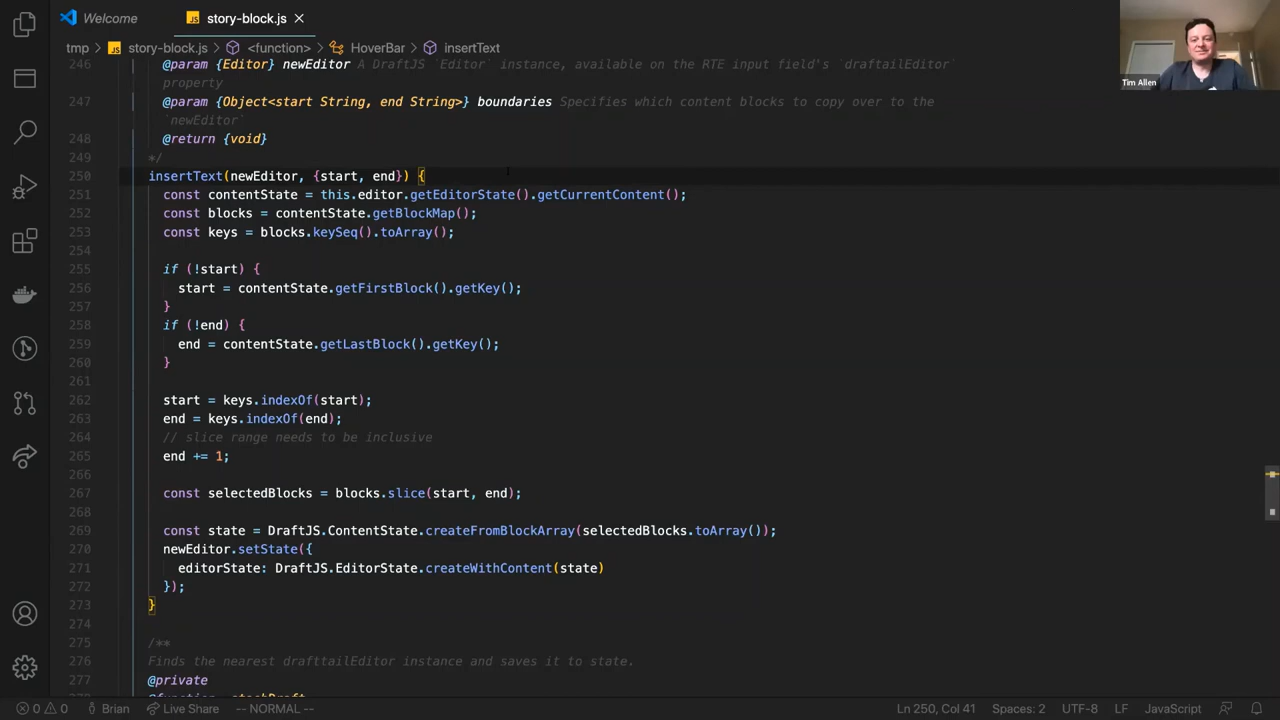 Welcome
JS story-block.js
tmp > JS story-block.js > <function> > HoverBar > insertText
Tim Allen
246 @param {Editor} newEditor A DraftJS `Editor` instance, available on the RTE input field's `draftailEditor`
property
247 @param {Object<start String, end String>} boundaries Specifies which content blocks to copy over to the
`newEditor`
248 @return {void}
249 */
250 insertText(newEditor, {start, end}) {
251 const contentState = this.editor.getEditorState().getCurrentContent();
252 const blocks = contentState.getBlockMap();
253 const keys = blocks.keySeq().toArray();
254
255 if (!start) {
256 start = contentState.getFirstBlock().getKey();
257 }
258 if (!end) {
259 end = contentState.getLastBlock().getKey();
260 }
261
262 start = keys.indexOf(start);
263 end = keys.indexOf(end);
264 // slice range needs to be inclusive
265 end += 1;
266
267 const selectedBlocks = blocks.slice(start, end);
268
269 const state = DraftJS.ContentState.createFromBlockArray(selectedBlocks.toArray());
270 newEditor.setState({
271 editorState: DraftJS.EditorState.createWithContent(state)
272 });
273 }
274
275 /**
276 Finds the nearest drafttailEditor instance and saves it to state.
277 @private
0 0 Brian Live Share -- NORMAL -- Ln 250, Col 41 Spaces: 2 UTF-8 LF JavaScript